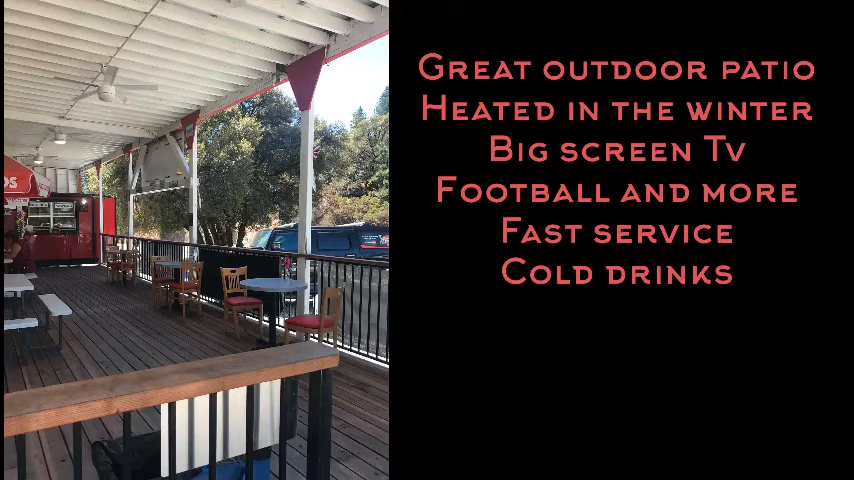 Great outdoor patio
Heated in the winter
Big screen Tv
Football and more
Fast service
Cold drinks